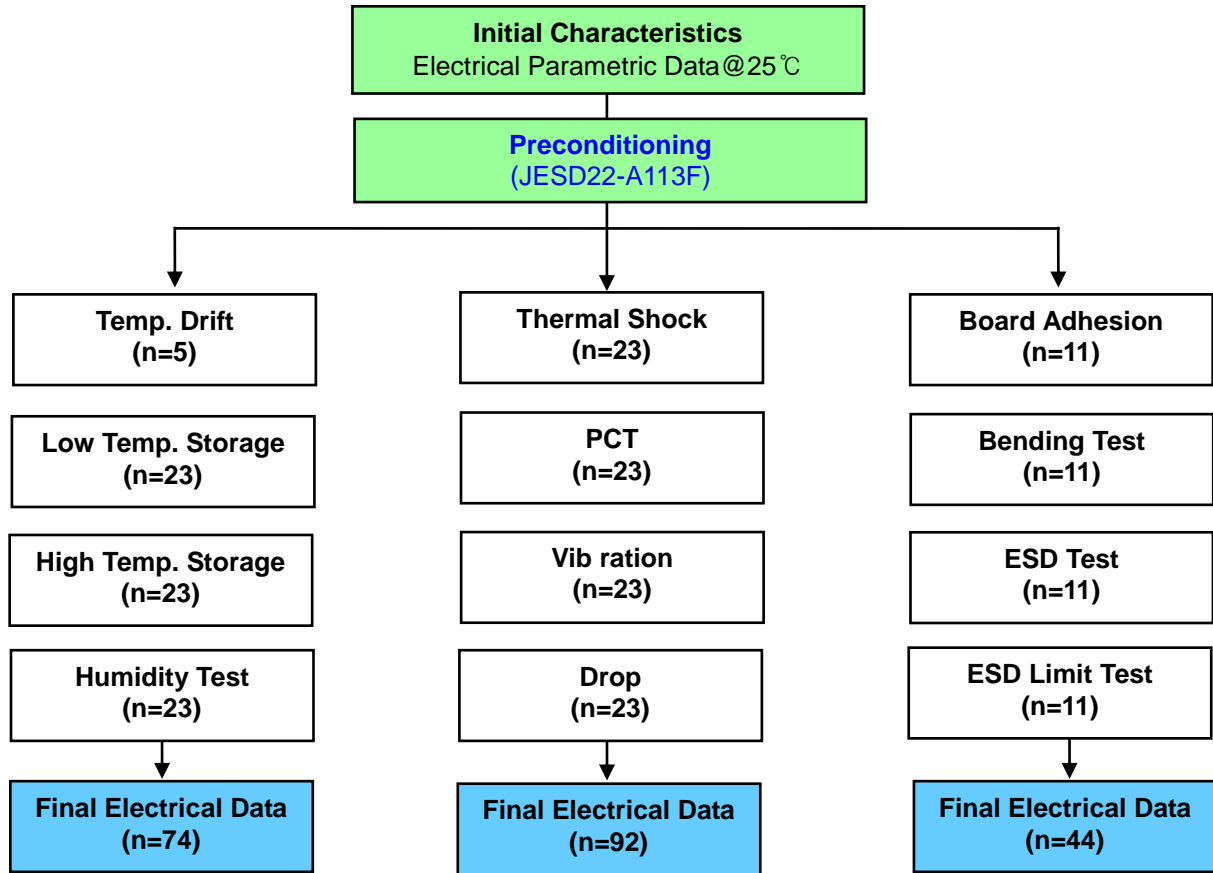 Initial Characteristics
Electrical Parametric Data@25℃
Preconditioning
(JESD22-A113F)
Temp. Drift
(n=5)
Low Temp. Storage
(n=23)
High Temp. Storage
(n=23)
Humidity Test
(n=23)
Final Electrical Data
(n=74)
Thermal Shock
(n=23)
PCT
(n=23)
Vib ration
(n=23)
Drop
(n=23)
Final Electrical Data
(n=92)
Board Adhesion
(n=11)
Bending Test
(n=11)
ESD Test
(n=11)
ESD Limit Test
(n=11)
Final Electrical Data
(n=44)